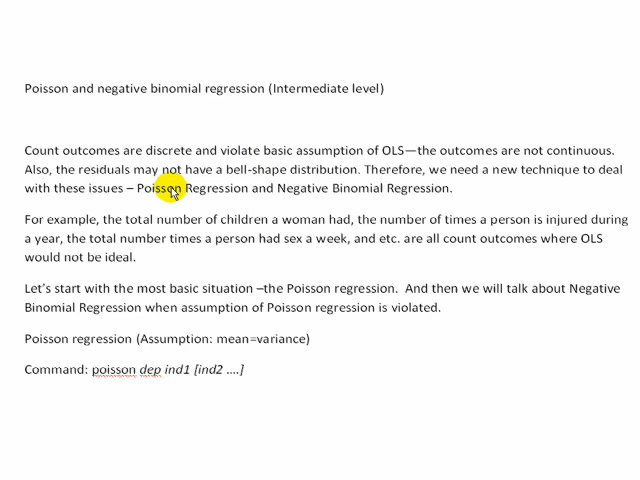 Poisson and negative binomial regression (Intermediate level)
Count outcomes are discrete and violate basic assumption of OLS—the outcomes are not continuous.
Also, the residuals may not have a bell-shape distribution. Therefore, we need a new technique to deal
with these issues – Poisson Regression and Negative Binomial Regression.
For example, the total number of children a woman had, the number of times a person is injured during
a year, the total number times a person had sex a week, and etc. are all count outcomes where OLS
would not be ideal.
Let's start with the most basic situation –the Poisson regression. And then we will talk about Negative
Binomial Regression when assumption of Poisson regression is violated.
Poisson regression (Assumption: mean=variance)
Command: poisson dep ind1 [ind2 ....]